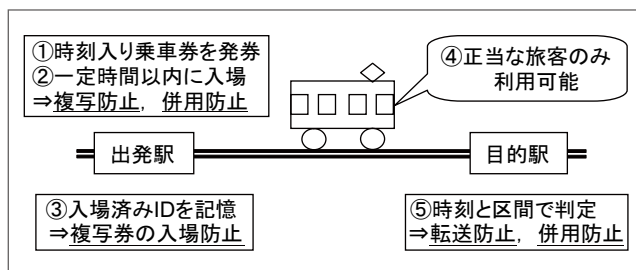 ①時刻入り乗車券を発券
②一定時間以内に入場
⇒複写防止，併用防止
④正当な旅客のみ
利用可能
出発駅
目的駅
③入場済みIDを記憶
⇒複写券の入場防止
⑤時刻と区間で判定
⇒転送防止，併用防止